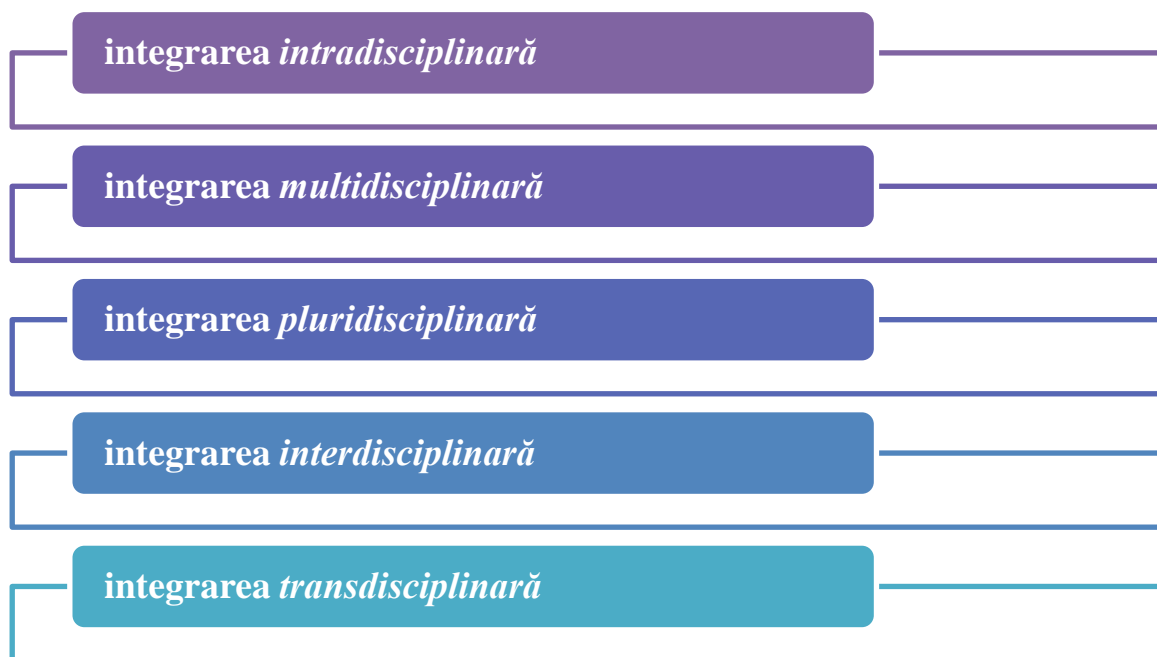 integrarea intradisciplinară
integrarea multidisciplinară
integrarea pluridisciplinară
integrarea interdisciplinară
integrarea transdisciplinară